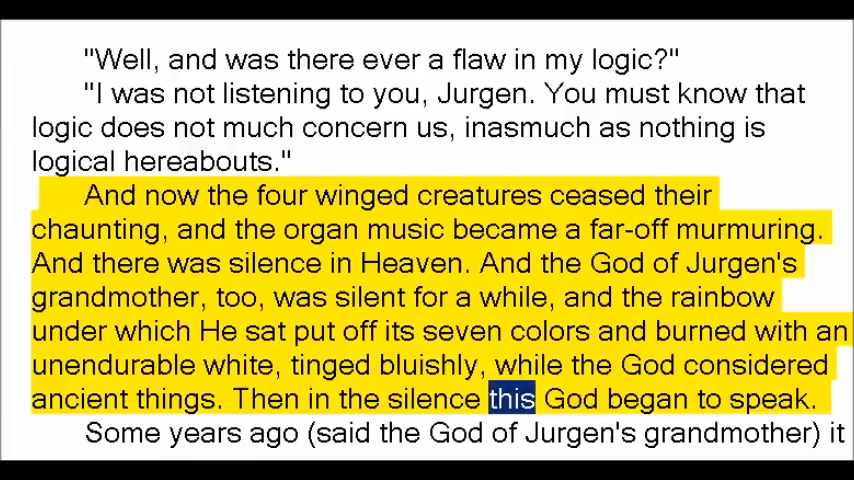 "Well, and was there ever a flaw in my logic?"
"I was not listening to you, Jurgen. You must know that
logic does not much concern us, inasmuch as nothing is
logical hereabouts."
And now the four winged creatures ceased their
chaunting, and the organ music became a far-off murmuring.
And there was silence in Heaven. And the God of Jurgen's
grandmother, too, was silent for a while, and the rainbow
under which He sat put off its seven colors and burned with an
unendurable white, tinged bluishly, while the God considered
ancient things. Then in the silence this God began to speak.
Some years ago (said the God of Jurgen's grandmother) it